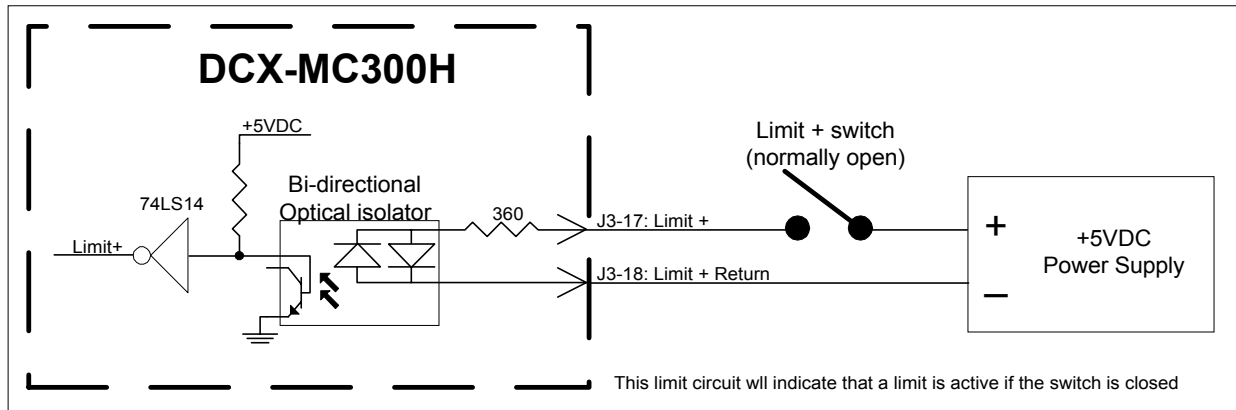 DCX-MC300H
+5VDC
74LS14
Bi-directional
Optical isolator
Limit+
360
J3-17: Limit +
J3-18: Limit + Return
Limit + switch
(normally open)
+
+5VDC
Power Supply
–
This limit circuit wll indicate that a limit is active if the switch is closed